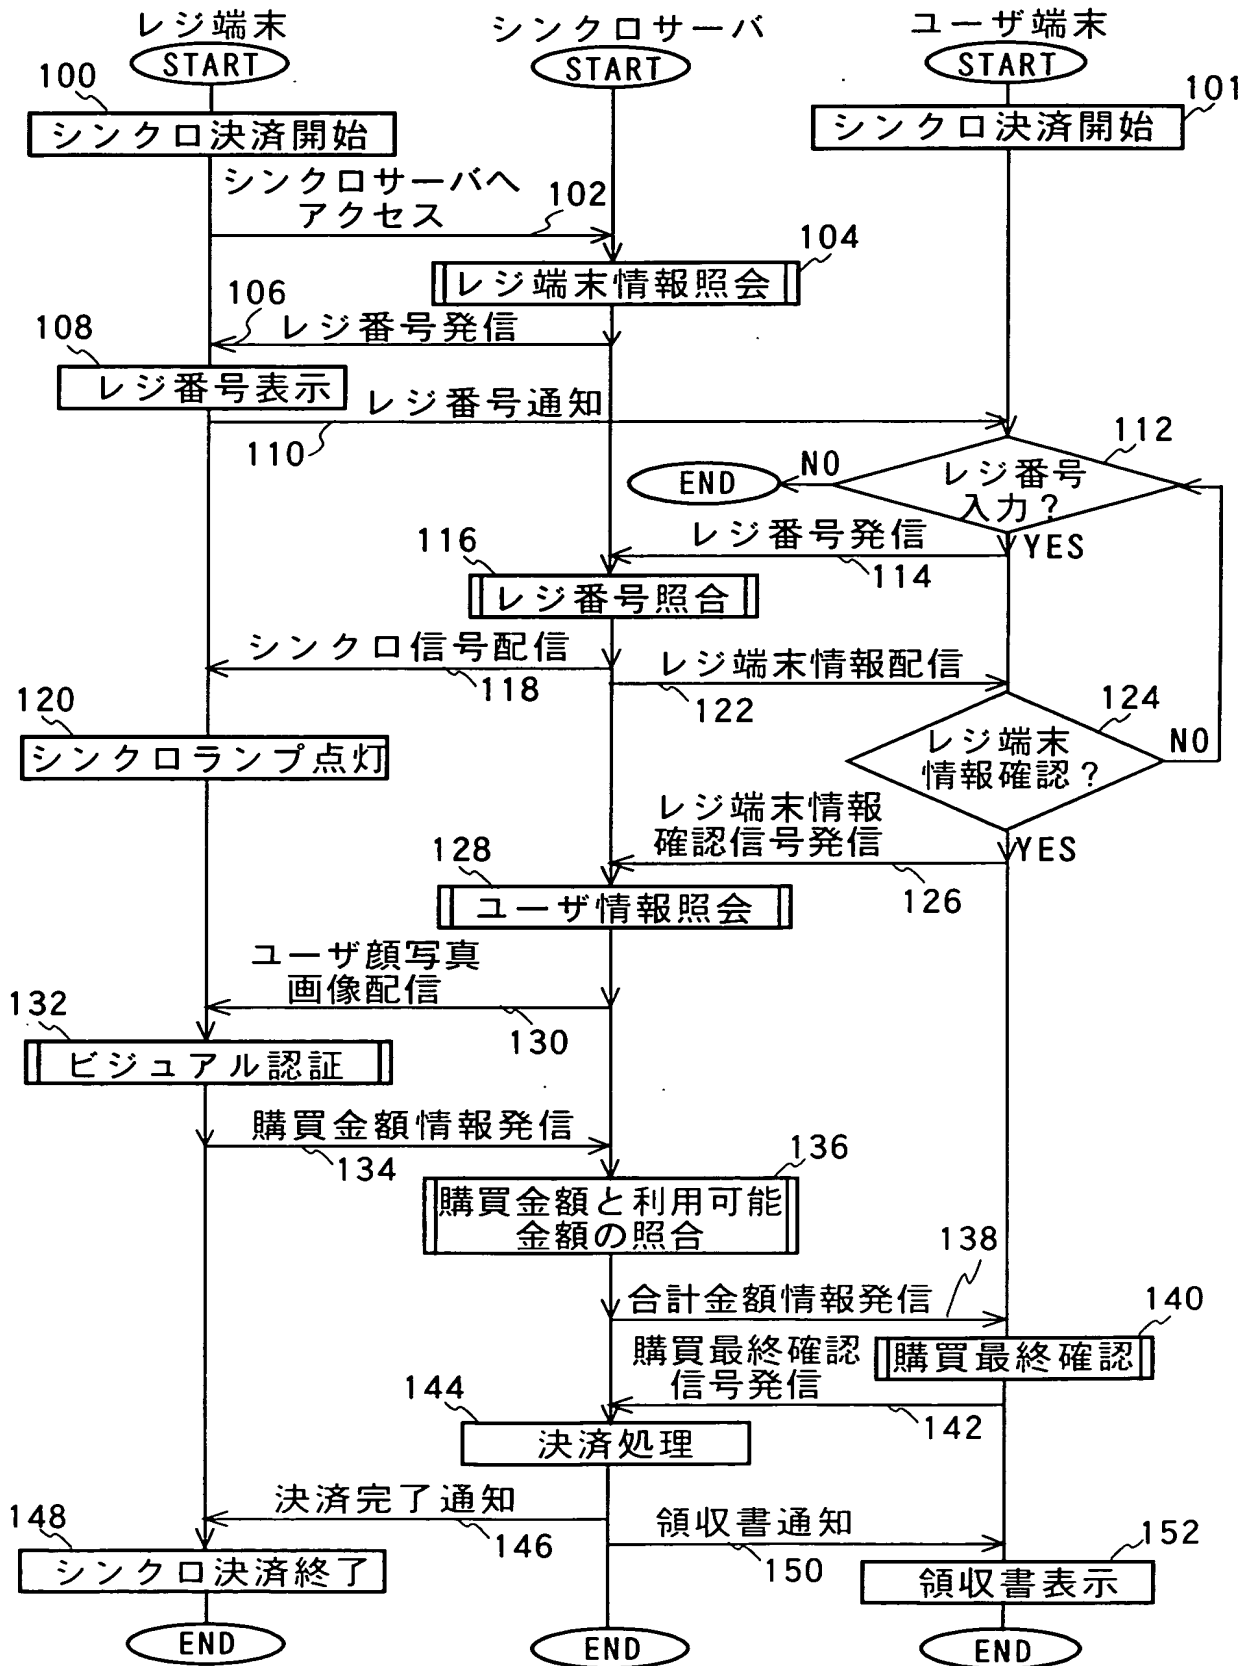 レジ端末
シンクロサーバ
ユーザ端末
START
START
START
100
101
シンクロ決済開始
シンクロ決済開始
シンクロサーバへ
アクセス
102
104
レジ端末情報照会
106
レジ番号発信
108
レジ番号表示
レジ番号通知
110
112
レジ番号
入力？
NO
END
YES
レジ番号発信
114
116
レジ番号照合
シンクロ信号配信
118
レジ端末情報配信
122
120
シンクロランプ点灯
124
レジ端末
情報確認？
NO
YES
レジ端末情報
確認信号発信
126
128
ユーザ情報照会
ユーザ顔写真
画像配信
130
132
ビジュアル認証
購買金額情報発信
134
136
購買金額と利用可能
金額の照合
138
合計金額情報発信
140
購買最終確認
購買最終確認
信号発信
142
144
決済処理
決済完了通知
146
148
シンクロ決済終了
領収書通知
150
152
領収書表示
END
END
END